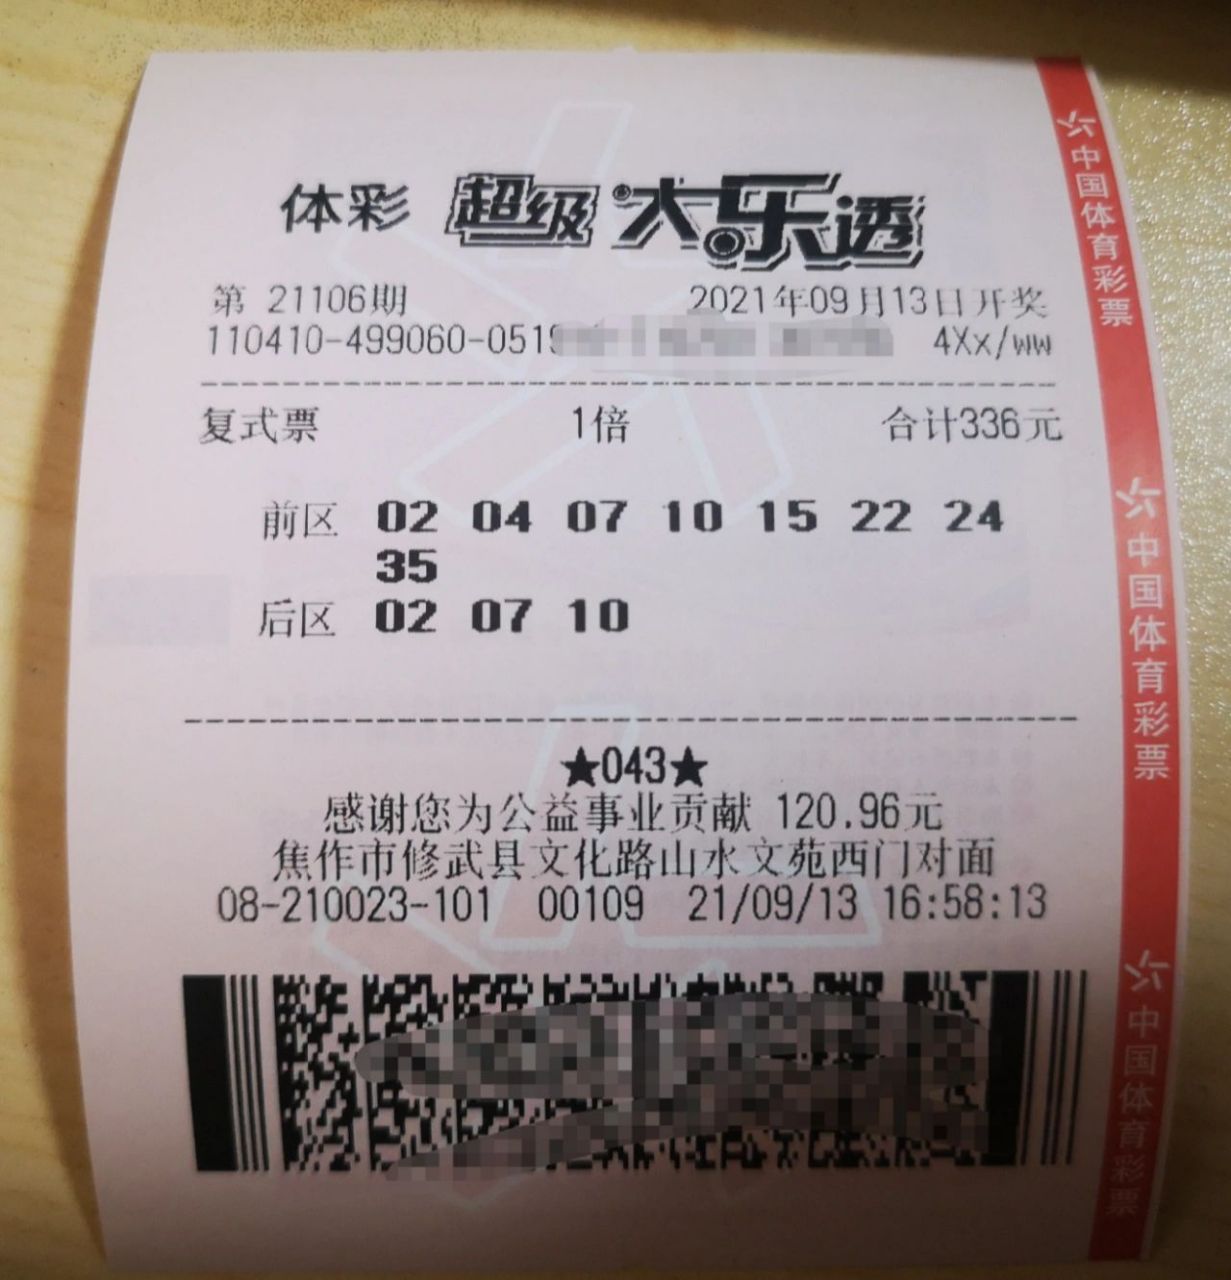 体彩 超级大乐透
第 21106期 2021年09月13日开奖
110410-499060-0519 4Xx/ww
复式票 1倍 合计336元
前区 02 04 07 10 15 22 24
35
后区 02 07 10
★043★
感谢您为公益事业贡献 120.96元
焦作市修武县文化路山水文苑西门对面
08-210023-101 00109 21/09/13 16:58:13
中国体育彩票
中国体育彩票
中国体育彩票